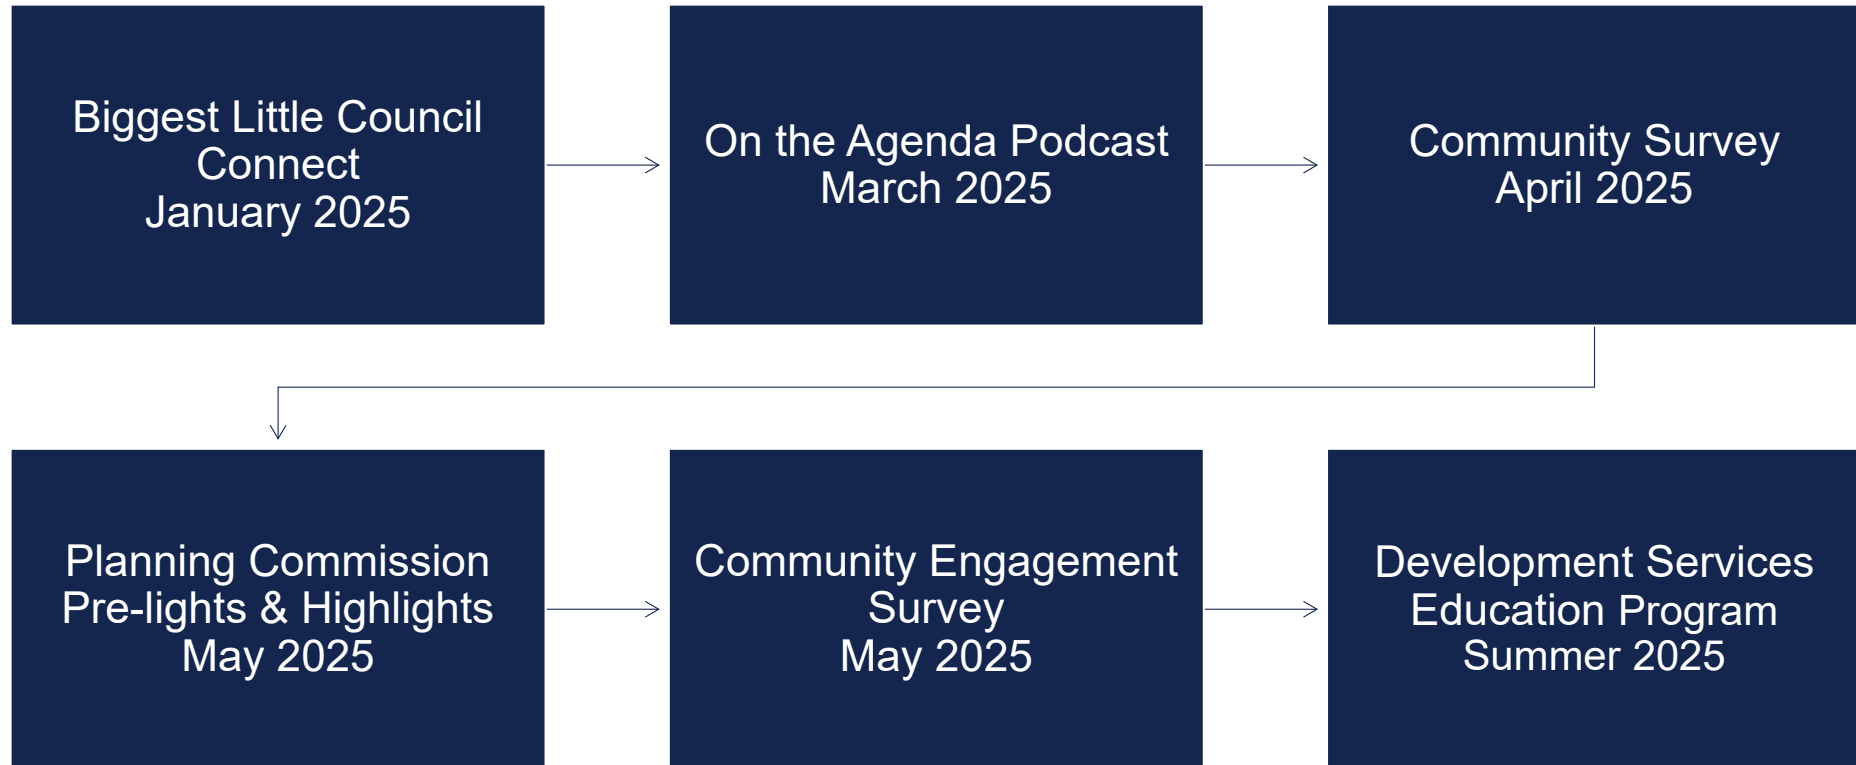 Biggest Little Council
Connect
January 2025
On the Agenda Podcast
March 2025
Community Survey
April 2025
Planning Commission
Pre-lights & Highlights
May 2025
Community Engagement
Survey
May 2025
Development Services
Education Program
Summer 2025